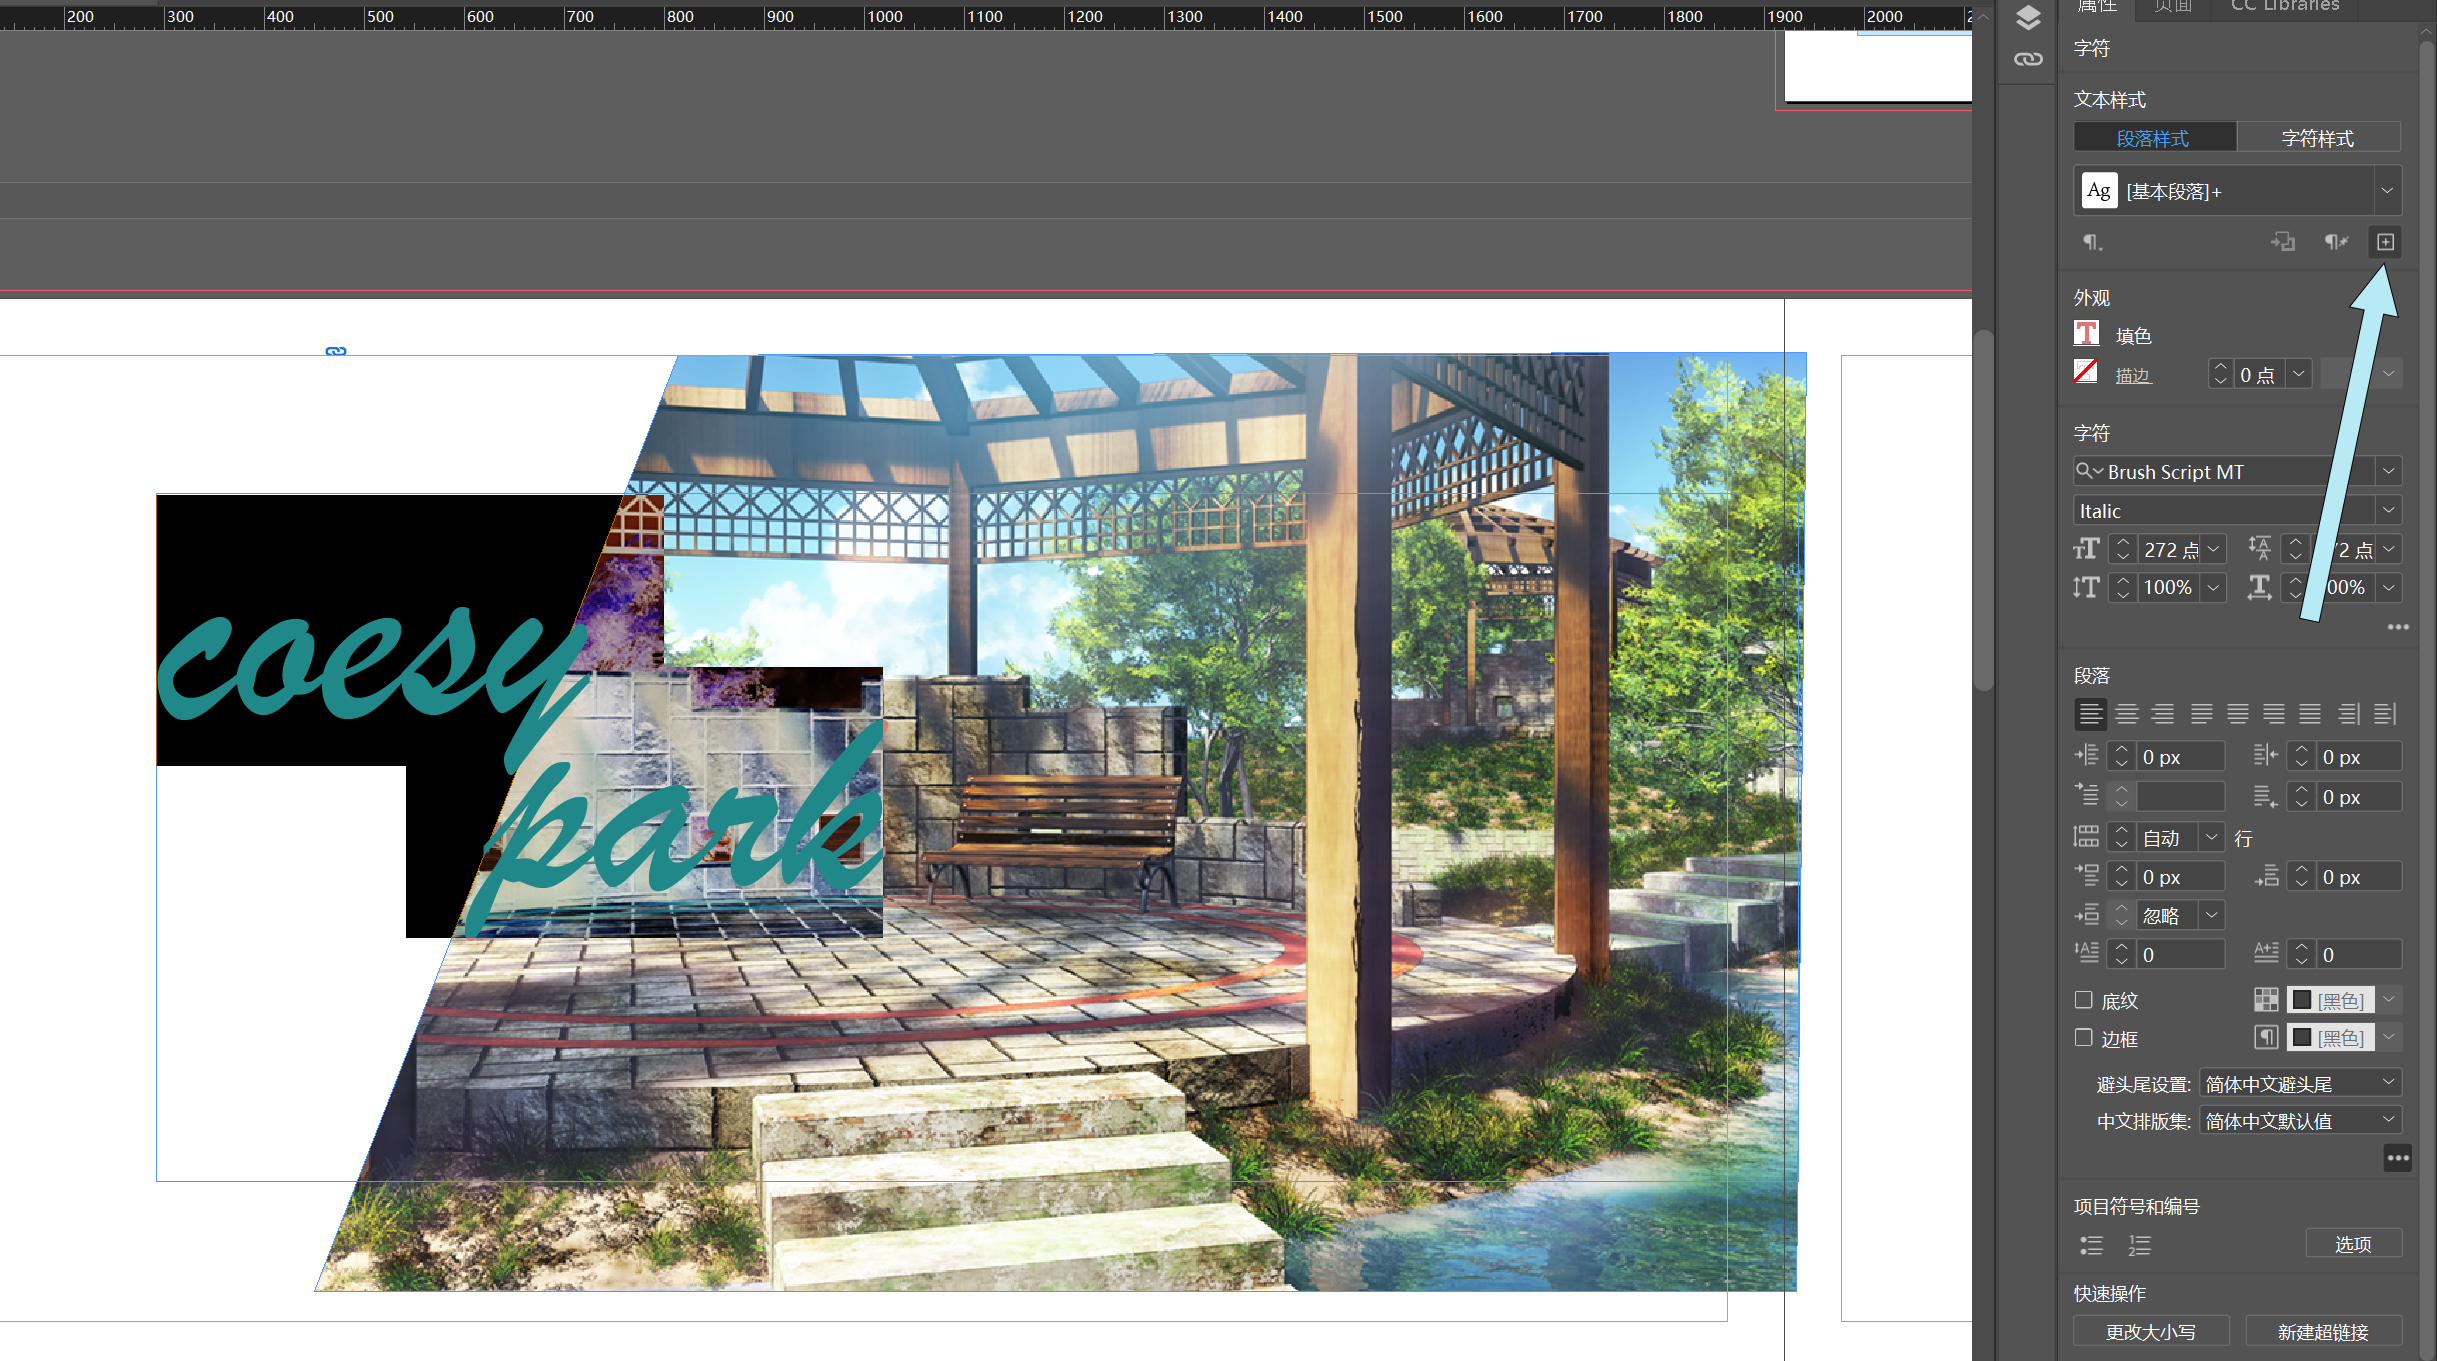 200 300 400 500 600 700 800 900 1000 1100 1200 1300 1400 1500 1600 1700 1800 1900 2000
属性 页面 CC Libraries
字符
文本样式
段落样式 字符样式
Ag [基本段落]+
外观
填色
描边 0 点
字符
Brush Script MT
Italic
272 点
100%
段落
0 px 0 px
0 px
自动 行
0 px 0 px
忽略
0 0
底纹 [黑色]
边框 [黑色]
避头尾设置: 简体中文避头尾
中文排版集: 简体中文默认值
项目符号和编号
选项
快速操作
更改大小写 新建超链接
coesy
park